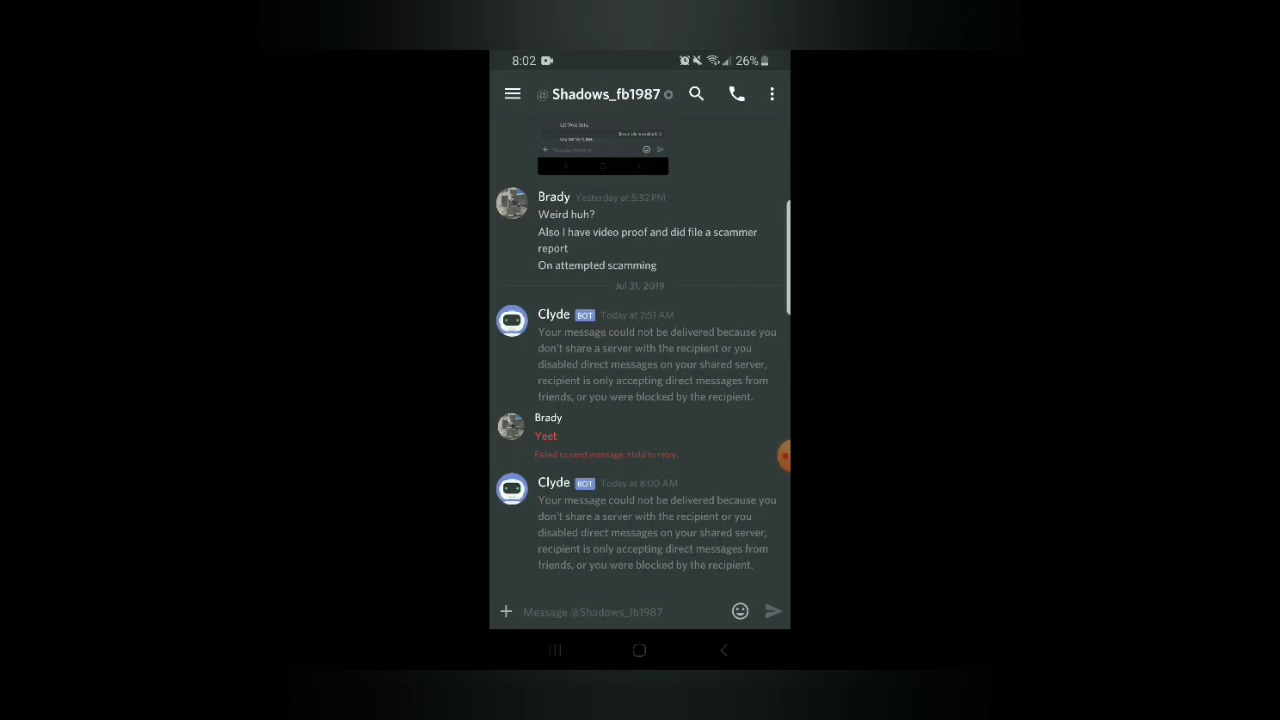 8:02 26%
@ Shadows_fb1987
Brady Yesterday at 5:32 PM
Weird huh?
Also I have video proof and did file a scammer
report
On attempted scamming
Jul 31, 2019
Clyde BOT Today at 7:51 AM
Your message could not be delivered because you
don't share a server with the recipient or you
disabled direct messages on your shared server,
recipient is only accepting direct messages from
friends, or you were blocked by the recipient.
Brady
Yeet
Failed to send message. Hold to retry.
Clyde BOT Today at 8:00 AM
Your message could not be delivered because you
don't share a server with the recipient or you
disabled direct messages on your shared server,
recipient is only accepting direct messages from
friends, or you were blocked by the recipient.
Message @Shadows_fb1987